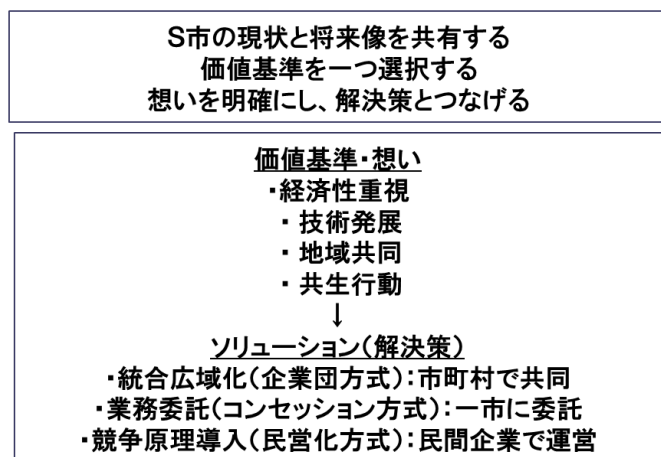 S市の現状と将来像を共有する
価値基準を一つ選択する
想いを明確にし、解決策とつなげる
価値基準・想い
・経済性重視
・ 技術発展
・ 地域共同
・ 共生行動
↓
ソリューション(解決策)
・統合広域化(企業団方式):市町村で共同
・業務委託(コンセッション方式):一市に委託
・競争原理導入(民営化方式):民間企業で運営